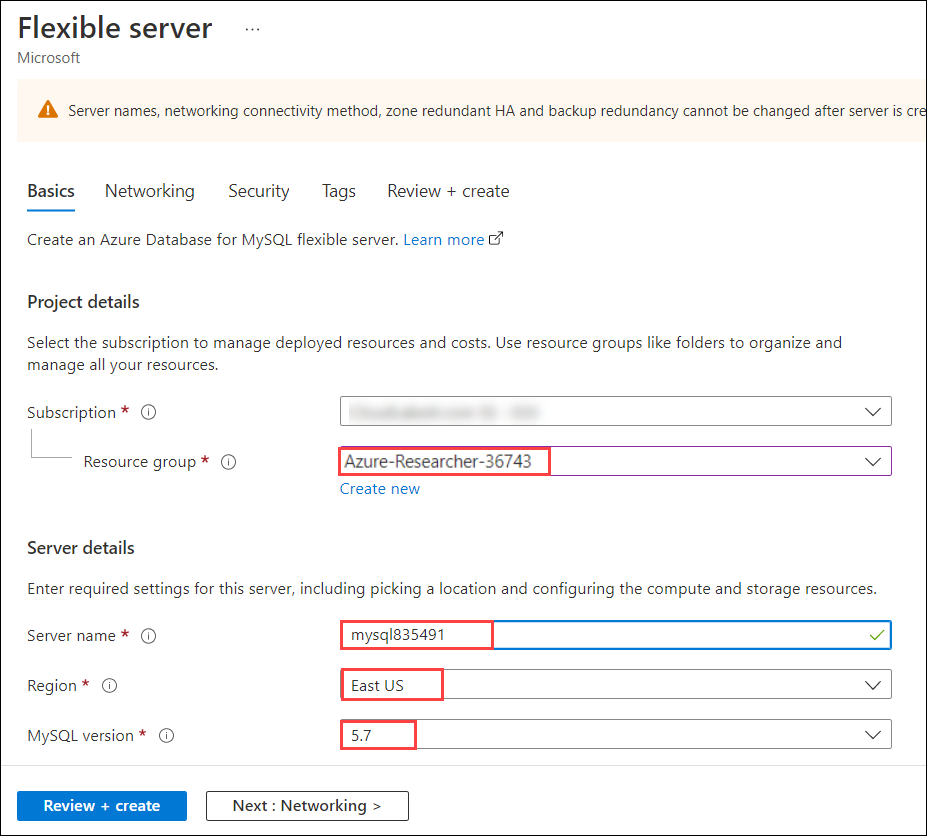 Flexible server ...
Microsoft
Server names, networking connectivity method, zone redundant HA and backup redundancy cannot be changed after server is cre
Basics Networking Security Tags Review + create
Create an Azure Database for MySQL flexible server. Learn more
Project details
Select the subscription to manage deployed resources and costs. Use resource groups like folders to organize and
manage all your resources.
Subscription *
Resource group * Azure-Researcher-36743
Create new
Server details
Enter required settings for this server, including picking a location and configuring the compute and storage resources.
Server name * mysql835491
Region * East US
MySQL version * 5.7
Review + create Next : Networking >